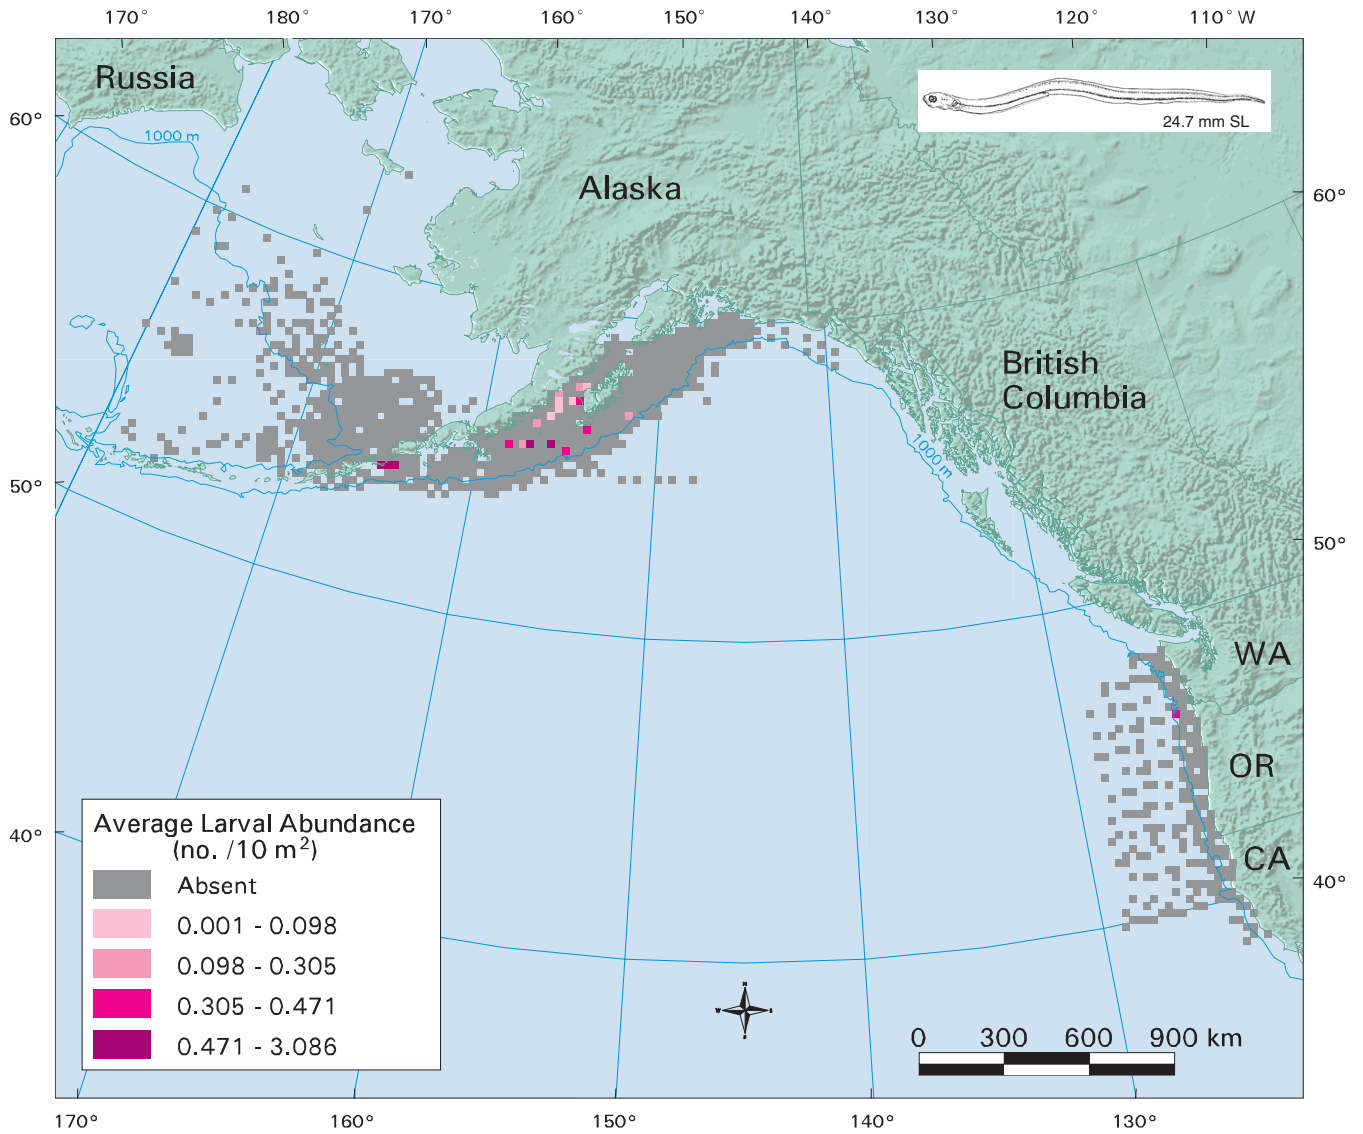 170° 180° 170° 160° 150° 140° 130° 120° 110° W
Russia
24.7 mm SL
60°
1000 m
Alaska
60°
British
Columbia
1000 m
50°
50°
WA
OR
CA
40°
40°
Average Larval Abundance
(no. /10 m²)
Absent
0.001 - 0.098
0.098 - 0.305
0.305 - 0.471
0.471 - 3.086
N
W
S
0 300 600 900 km
170° 160° 150° 140° 130°